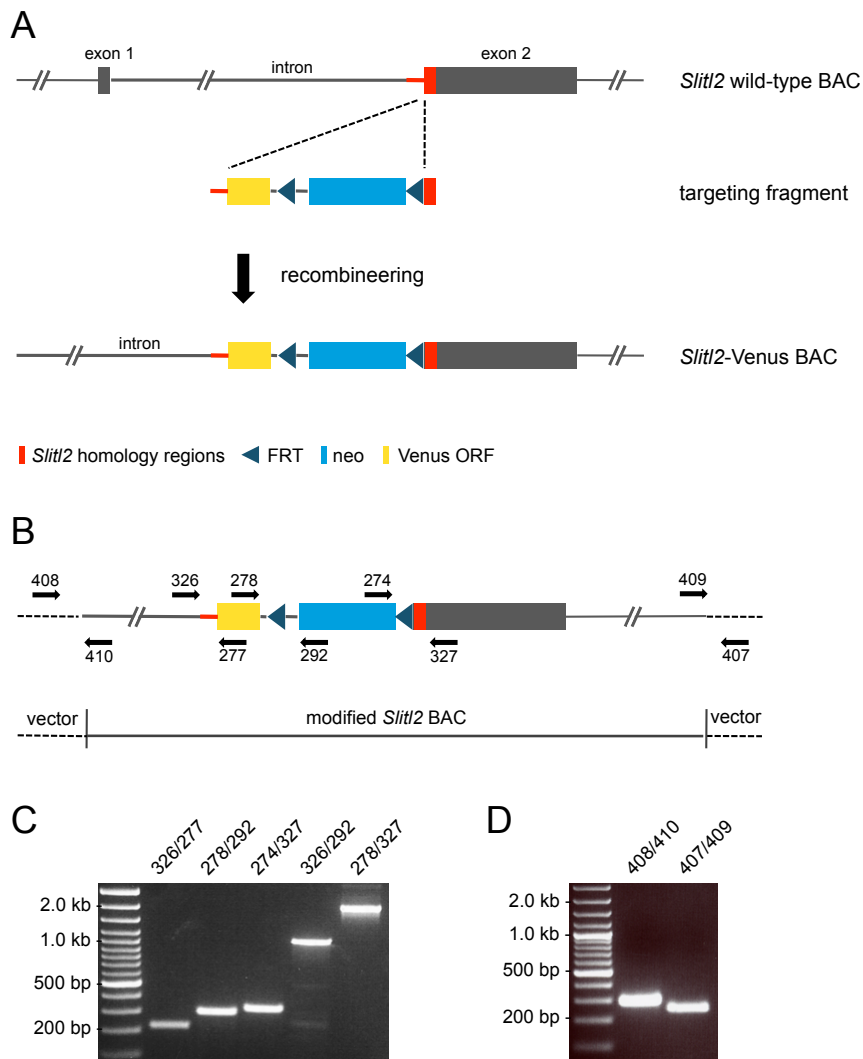 A
exon 1
intron
exon 2
Slitl2 wild-type BAC
targeting fragment
recombineering
intron
Slitl2-Venus BAC
Slitl2 homology regions FRT neo Venus ORF
B
408 326 278 274 409
410 277 292 327 407
vector modified Slitl2 BAC vector
C
326/277 278/292 274/327 326/292 278/327
2.0 kb -
1.0 kb -
500 bp -
200 bp -
D
408/410 407/409
2.0 kb -
1.0 kb -
500 bp -
200 bp -